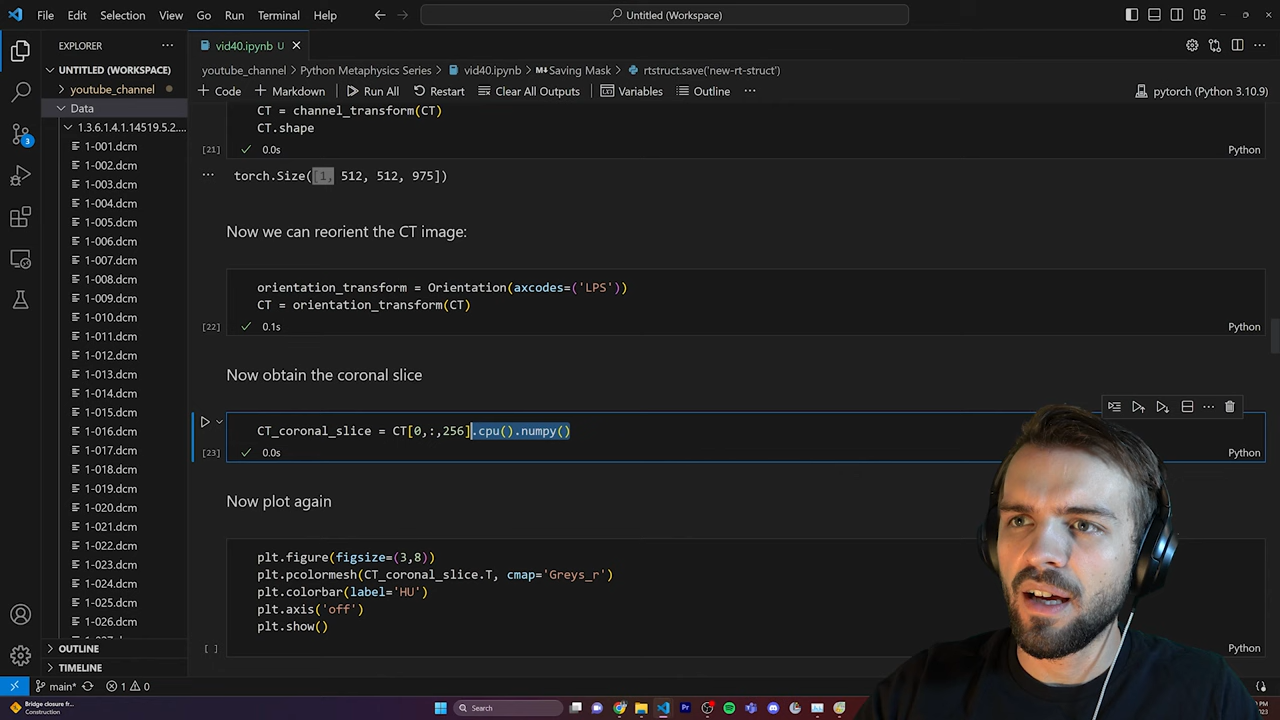 File Edit Selection View Go Run Terminal Help
Untitled (Workspace)
EXPLORER
vid40.ipynb U
UNTITLED (WORKSPACE)
youtube_channel
Data
1.3.6.1.4.1.14519.5.2....
1-001.dcm
1-002.dcm
1-003.dcm
1-004.dcm
1-005.dcm
1-006.dcm
1-007.dcm
1-008.dcm
1-009.dcm
1-010.dcm
1-011.dcm
1-012.dcm
1-013.dcm
1-014.dcm
1-015.dcm
1-016.dcm
1-017.dcm
1-018.dcm
1-019.dcm
1-020.dcm
1-021.dcm
1-022.dcm
1-023.dcm
1-024.dcm
1-025.dcm
1-026.dcm
OUTLINE
TIMELINE
youtube_channel > Python Metaphysics Series > vid40.ipynb > Saving Mask > rtstruct.save('new-rt-struct')
+ Code + Markdown Run All Restart Clear All Outputs Variables Outline ...
pytorch (Python 3.10.9)
CT = channel_transform(CT)
CT.shape
[21] 0.0s Python
torch.Size([1, 512, 512, 975])
Now we can reorient the CT image:
orientation_transform = Orientation(axcodes=('LPS'))
CT = orientation_transform(CT)
[22] 0.1s Python
Now obtain the coronal slice
CT_coronal_slice = CT[0,:,256].cpu().numpy()
[23] 0.0s Python
Now plot again
plt.figure(figsize=(3,8))
plt.pcolormesh(CT_coronal_slice.T, cmap='Greys_r')
plt.colorbar(label='HU')
plt.axis('off')
plt.show()
[ ] Python
main* 1 0
Bridge closure fr...
Construction
Search